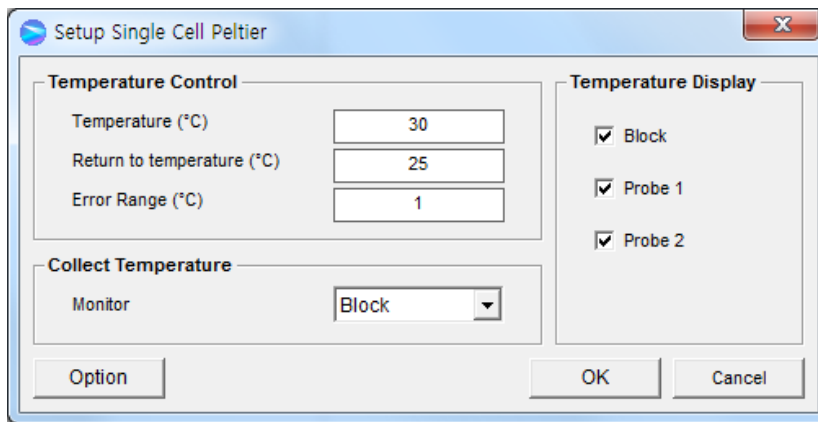 Setup Single Cell Peltier
Temperature Control
Temperature (°C) 30
Return to temperature (°C) 25
Error Range (°C) 1
Collect Temperature
Monitor Block
Temperature Display
Block
Probe 1
Probe 2
Option OK Cancel